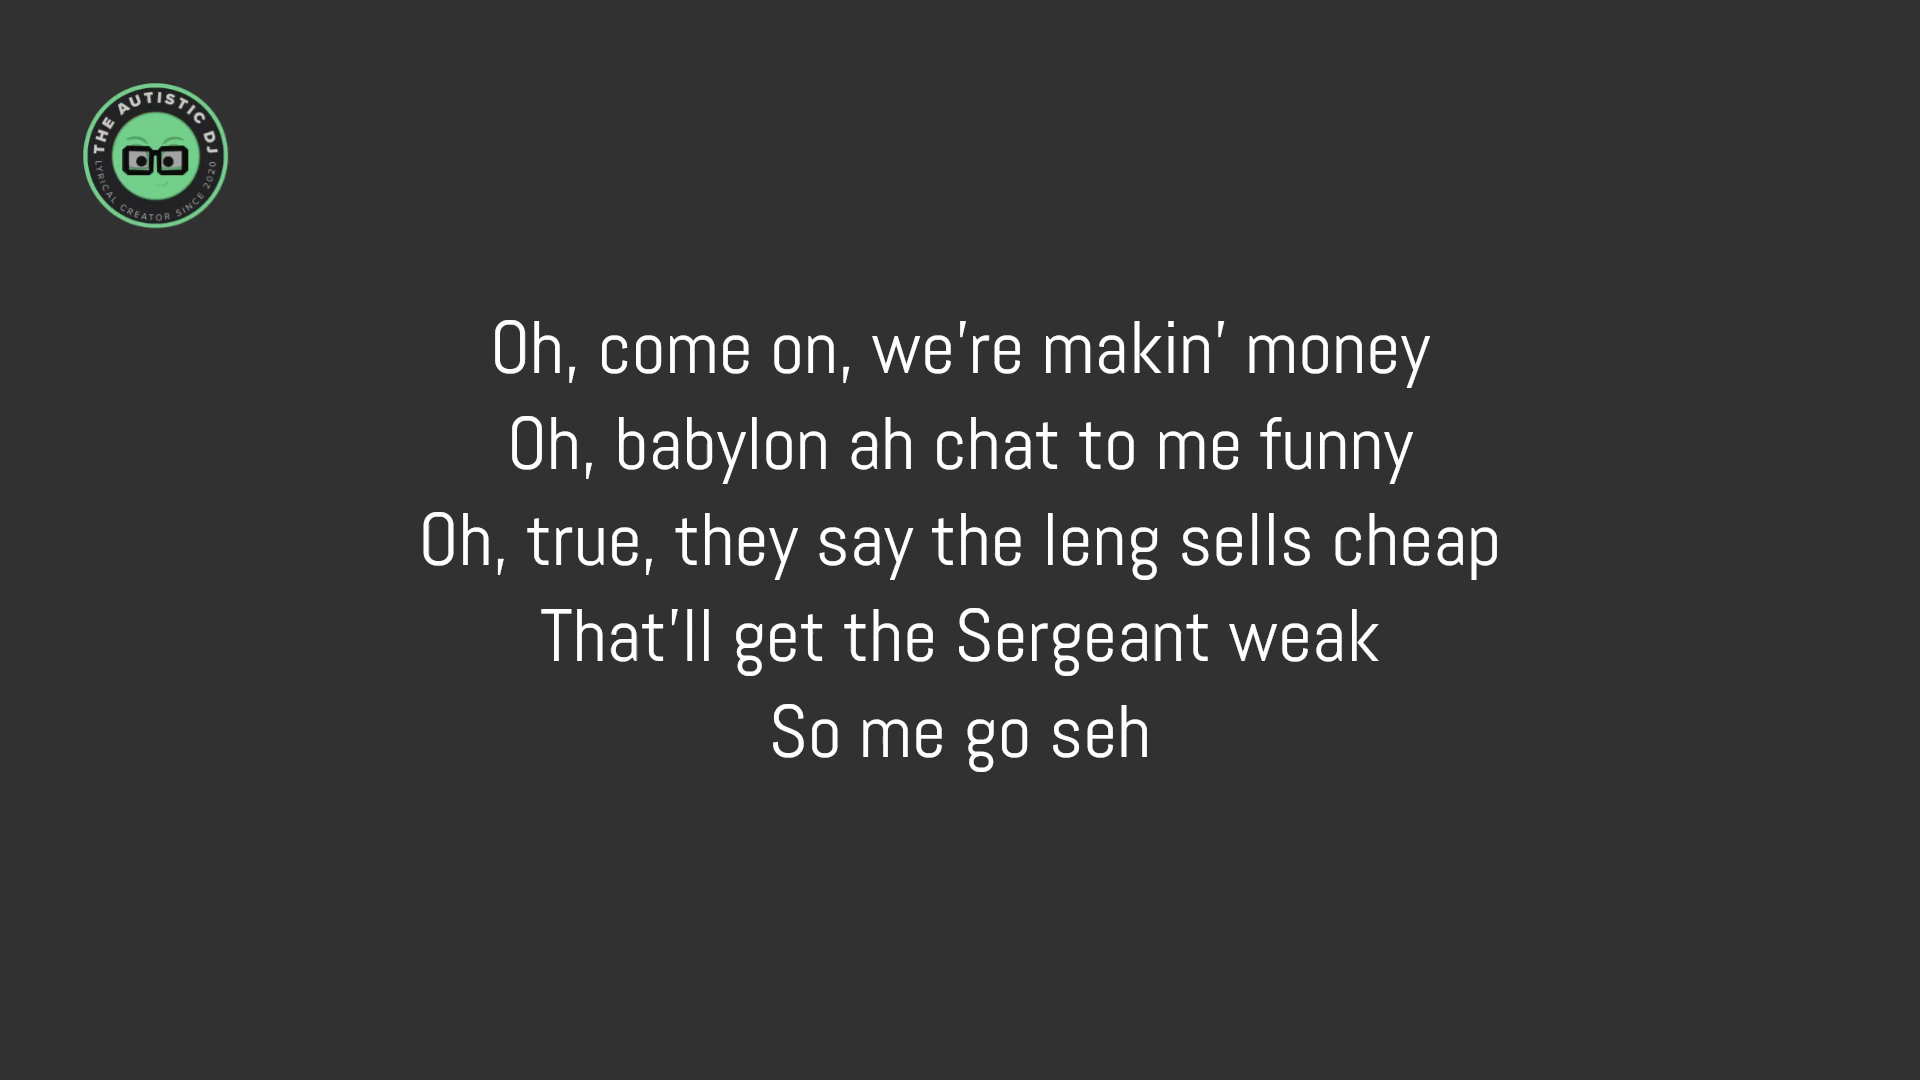 THE AUTISTIC DJ
LYRICAL CREATOR SINCE 2020
Oh, come on, we're makin' money
Oh, babylon ah chat to me funny
Oh, true, they say the leng sells cheap
That'll get the Sergeant weak
So me go seh